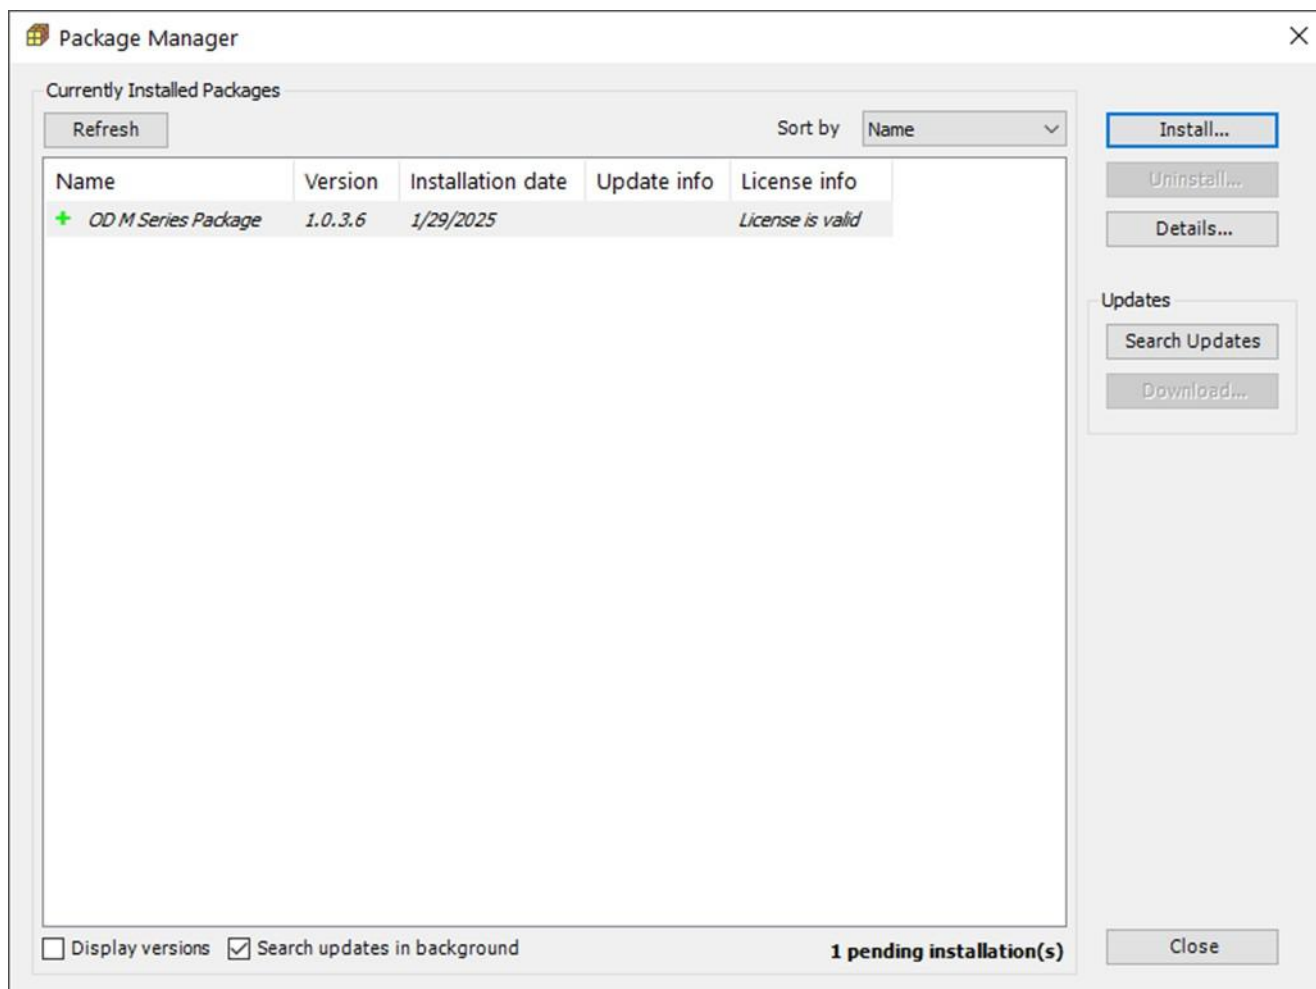 Package Manager
Currently Installed Packages
Refresh
Sort by
Name
Install...
Name Version Installation date Update info License info
Uninstall...
OD M Series Package 1.0.3.6 1/29/2025 License is valid
Details...
Updates
Search Updates
Download...
Display versions
Search updates in background
1 pending installation(s)
Close